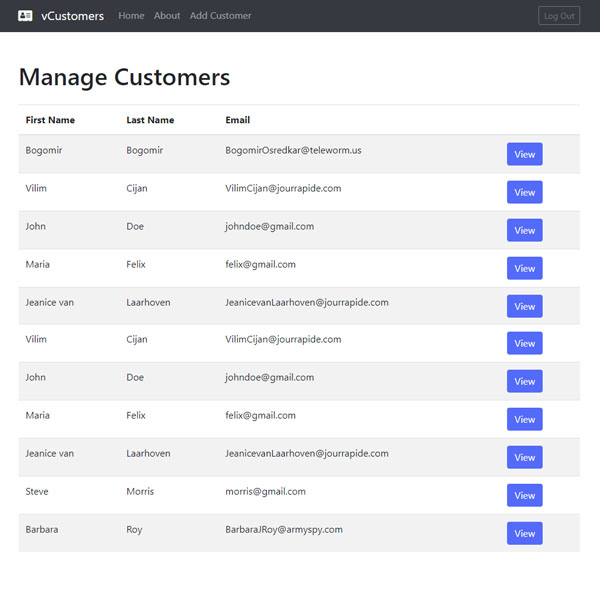 vCustomers Home About Add Customer Log Out
Manage Customers
First Name Last Name Email
Bogomir Bogomir BogomirOsredkar@teleworm.us View
Vilim Cijan VilimCijan@jourrapide.com View
John Doe johndoe@gmail.com View
Maria Felix felix@gmail.com View
Jeanice van Laarhoven JeanicevanLaarhoven@jourrapide.com View
Vilim Cijan VilimCijan@jourrapide.com View
John Doe johndoe@gmail.com View
Maria Felix felix@gmail.com View
Jeanice van Laarhoven JeanicevanLaarhoven@jourrapide.com View
Steve Morris morris@gmail.com View
Barbara Roy BarbaraJRoy@armyspy.com View